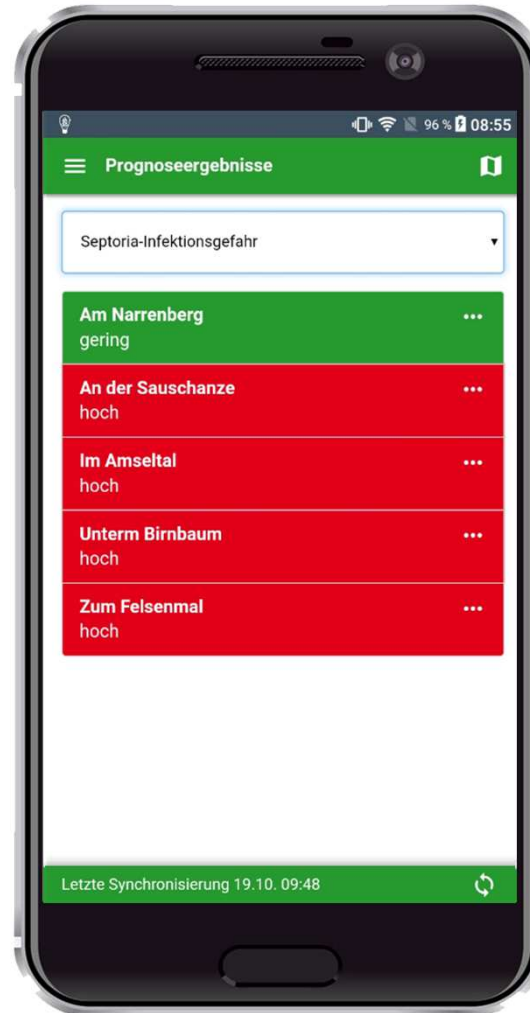 96 % 08:55
Prognoseergebnisse
Septoria-Infektionsgefahr
Am Narrenberg
gering
An der Sauschanze
hoch
Im Amseltal
hoch
Unterm Birnbaum
hoch
Zum Felsenmal
hoch
Letzte Synchronisierung 19.10. 09:48